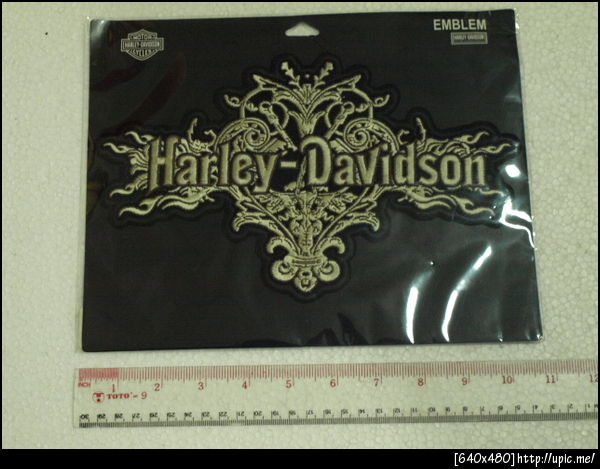 MOTOR
HARLEY-DAVIDSON
CYCLES
EMBLEM
HARLEY-DAVIDSON
Harley-Davidson
INCH 1 2 3 4 5 6 7 8 9 10 11 12
TOTO - 9
[640x480]http://upic.me/